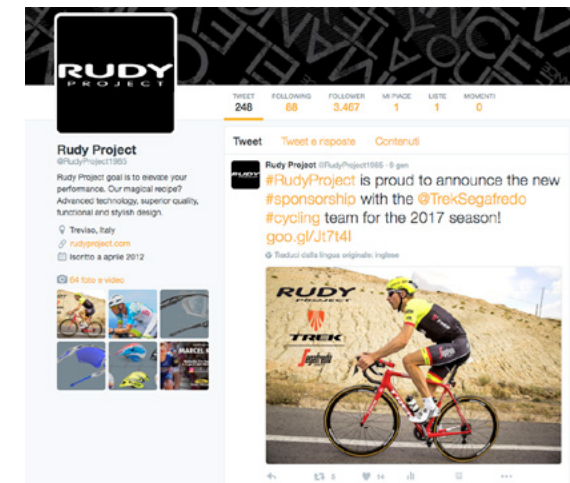 RUDY
PROJECT
TWEET FOLLOWING FOLLOWER MI PIACE LISTE MOMENTI
248 88 3.467 1 1 0
Rudy Project
@RudyProject1985
Rudy Project goal is to elevate your
performance. Our magical recipe?
Advanced technology, superior quality,
functional and stylish design.
Treviso, Italy
rudyproject.com
Iscritto a aprile 2012
64 foto e video
MARCEL
Tweet Tweet e risposte Contenuti
RUDY
Rudy Project @RudyProject1985 · 9 gen
#RudyProject is proud to announce the new
#sponsorship with the @TrekSegafredo
#cycling team for the 2017 season!
goo.gl/Jt7t4l
Traduci dalla lingua originale: inglese
RUDY
PROJECT
TREK
Segafredo
5 14